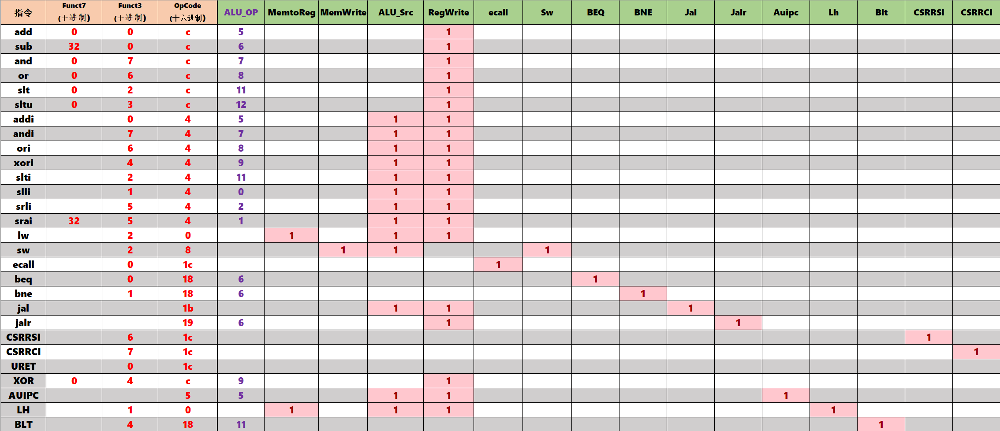 指令 Funct7 (十进制) Funct3 (十进制) OpCode (十六进制) ALU_OP MemtoReg MemWrite ALU_Src RegWrite ecall Sw BEQ BNE Jal Jalr Auipc Lh Blt CSRRSI CSRRCI
add 0 0 c 5 1
sub 32 0 c 6 1
and 0 7 c 7 1
or 0 6 c 8 1
slt 0 2 c 11 1
sltu 0 3 c 12 1
addi 0 4 5 1 1
andi 7 4 7 1 1
ori 6 4 8 1 1
xori 4 4 9 1 1
slti 2 4 11 1 1
slli 1 4 0 1 1
srli 5 4 2 1 1
srai 32 5 4 1 1 1
lw 2 0 1 1 1
sw 2 8 1 1 1
ecall 0 1c 1
beq 0 18 6 1
bne 1 18 6 1
jal 1b 1 1 1
jalr 19 6 1 1
CSRRSI 6 1c 1
CSRRCI 7 1c 1
URET 0 1c
XOR 0 4 c 9 1
AUIPC 5 5 1 1 1
LH 1 0 1 1 1 1
BLT 4 18 11 1